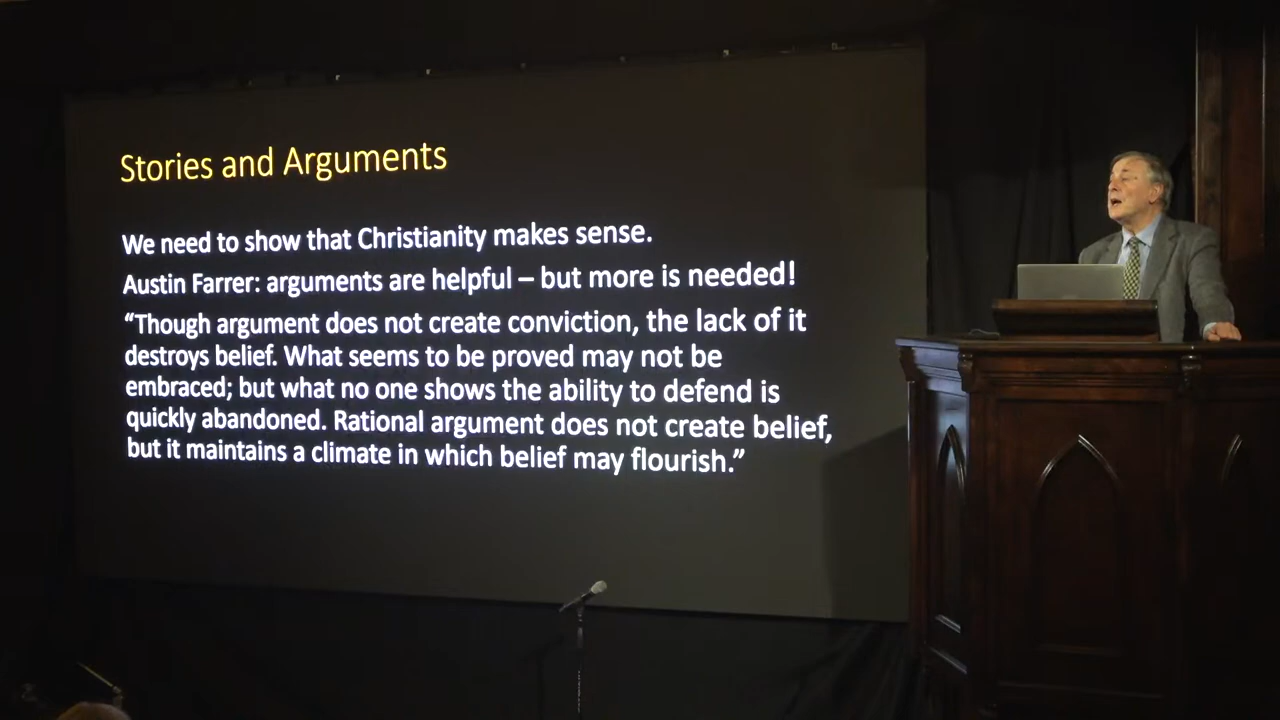 Stories and Arguments
We need to show that Christianity makes sense.
Austin Farrer: arguments are helpful – but more is needed!
“Though argument does not create conviction, the lack of it
destroys belief. What seems to be proved may not be
embraced; but what no one shows the ability to defend is
quickly abandoned. Rational argument does not create belief,
but it maintains a climate in which belief may flourish.”